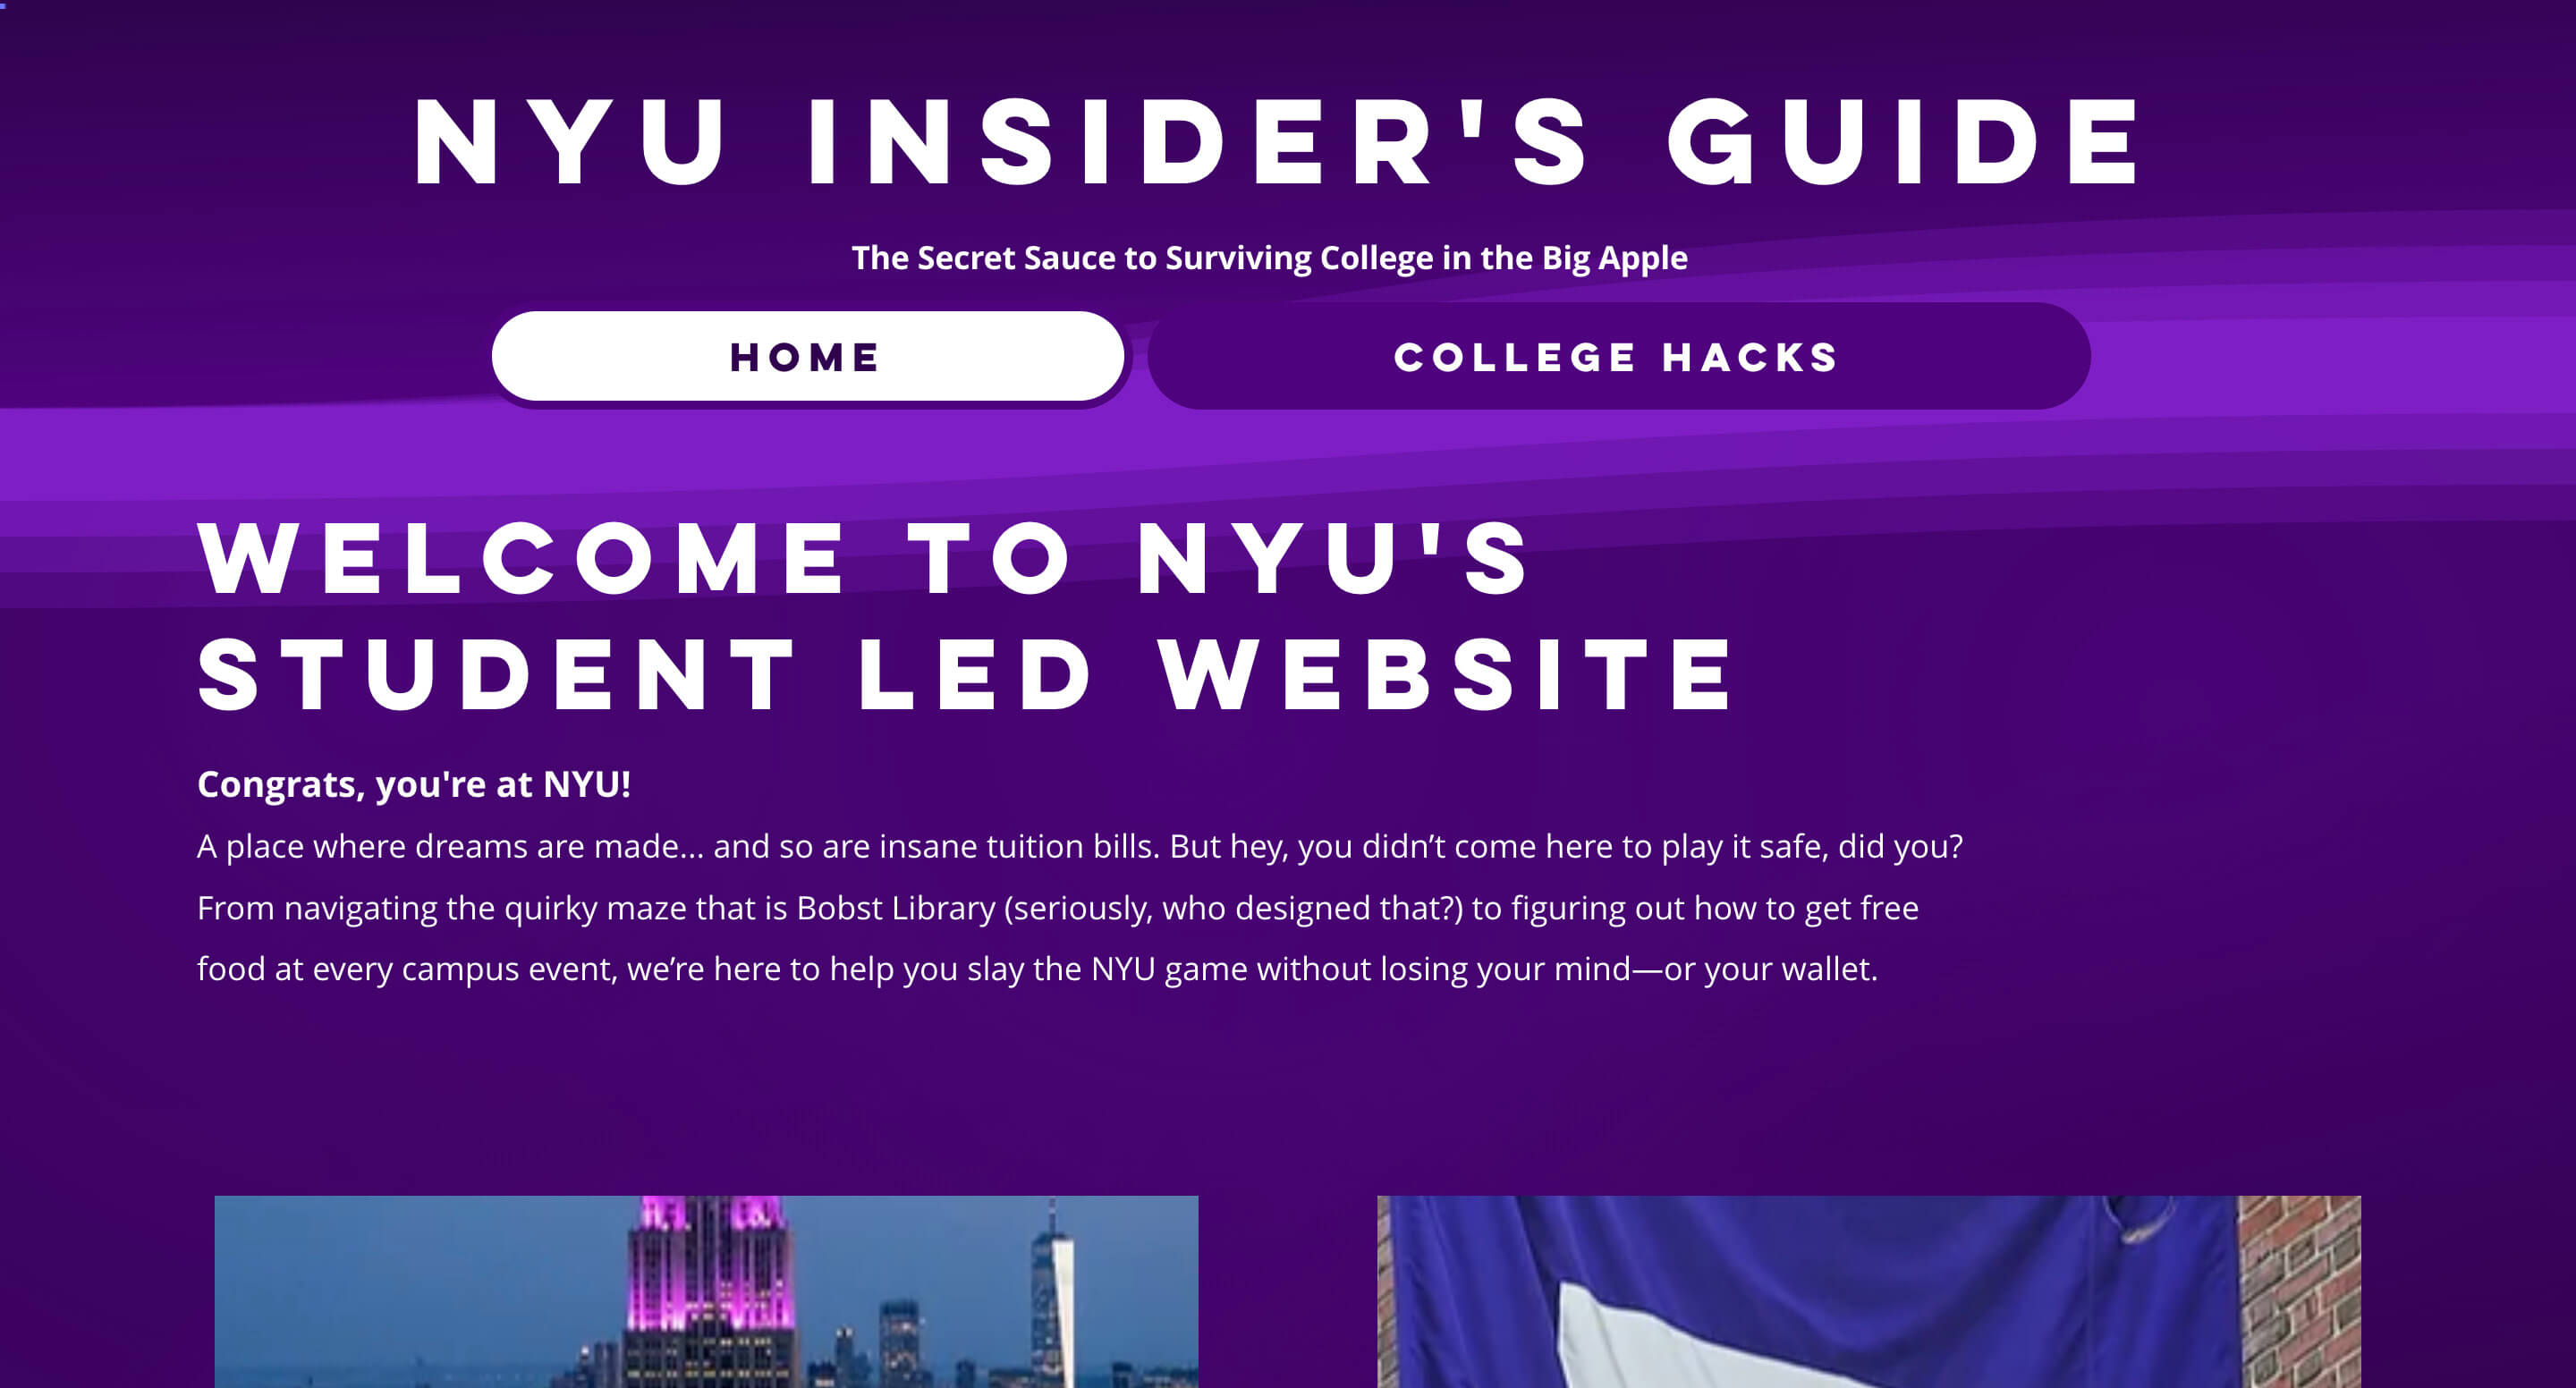 NYU INSIDER'S GUIDE
The Secret Sauce to Surviving College in the Big Apple
HOME
COLLEGE HACKS
WELCOME TO NYU'S
STUDENT LED WEBSITE
Congrats, you're at NYU!
A place where dreams are made... and so are insane tuition bills. But hey, you didn’t come here to play it safe, did you?
From navigating the quirky maze that is Bobst Library (seriously, who designed that?) to figuring out how to get free
food at every campus event, we’re here to help you slay the NYU game without losing your mind—or your wallet.